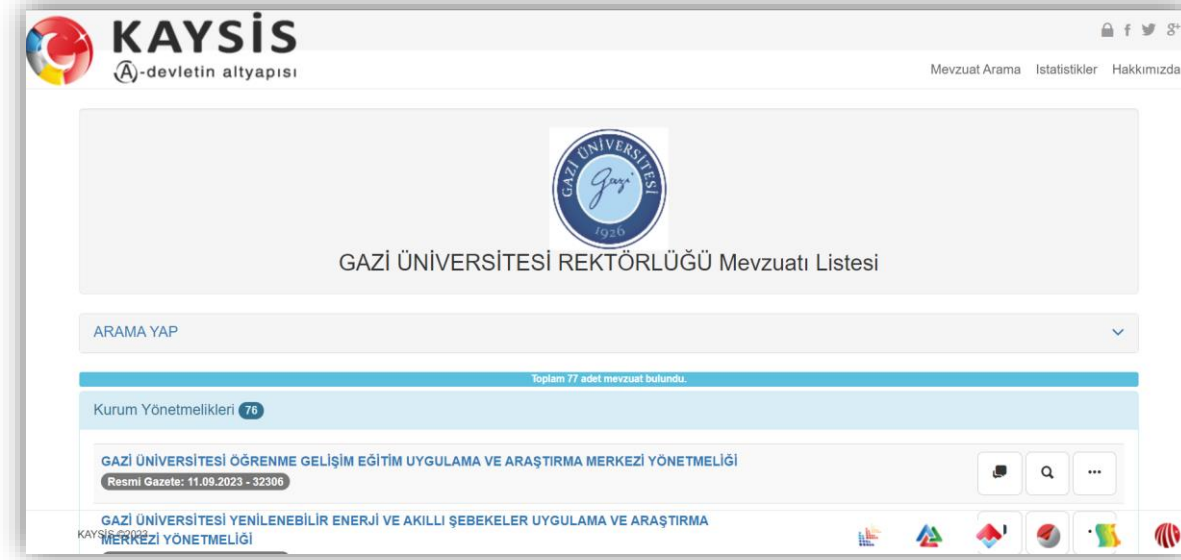 KAYSİS
A-devletin altyapısı
Mevzuat Arama Istatistikler Hakkımızda
GAZİ ÜNİVERSİTESİ
Gazi
1926
GAZİ ÜNİVERSİTESİ REKTÖRLÜĞÜ Mevzuatı Listesi
ARAMA YAP
Toplam 77 adet mevzuat bulundu.
Kurum Yönetmelikleri 76
GAZİ ÜNİVERSİTESİ ÖĞRENME GELİŞİM EĞİTİM UYGULAMA VE ARAŞTIRMA MERKEZİ YÖNETMELİĞİ
Resmi Gazete: 11.09.2023 - 32306
GAZİ ÜNİVERSİTESİ YENİLENEBİLİR ENERJİ VE AKILLI ŞEBEKELER UYGULAMA VE ARAŞTIRMA
MERKEZİ YÖNETMELİĞİ
KAYSİS ©2023